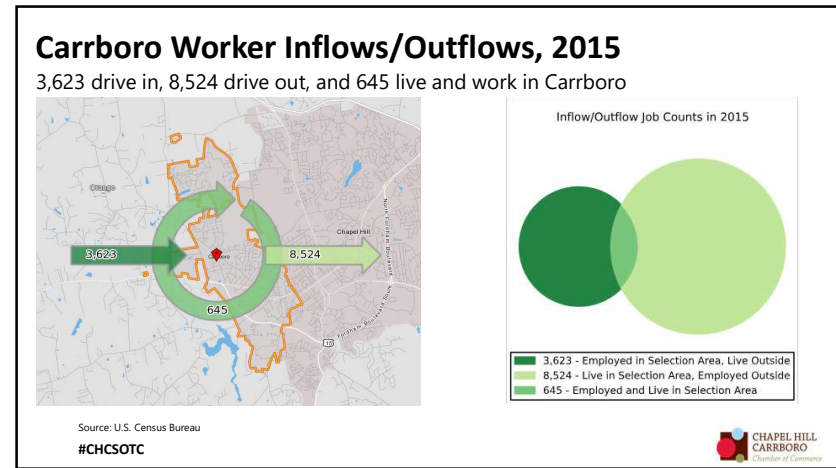 Carrboro Worker Inflows/Outflows, 2015
3,623 drive in, 8,524 drive out, and 645 live and work in Carrboro
Orange
Chapel Hill
North Fordham Boulevard
3,623
8,524
645
Fordham Boulevard South
15
Inflow/Outflow Job Counts in 2015
3,623 - Employed in Selection Area, Live Outside
8,524 - Live in Selection Area, Employed Outside
645 - Employed and Live in Selection Area
Source: U.S. Census Bureau
#CHCSOTC
CHAPEL HILL
CARRBORO
Chamber of Commerce